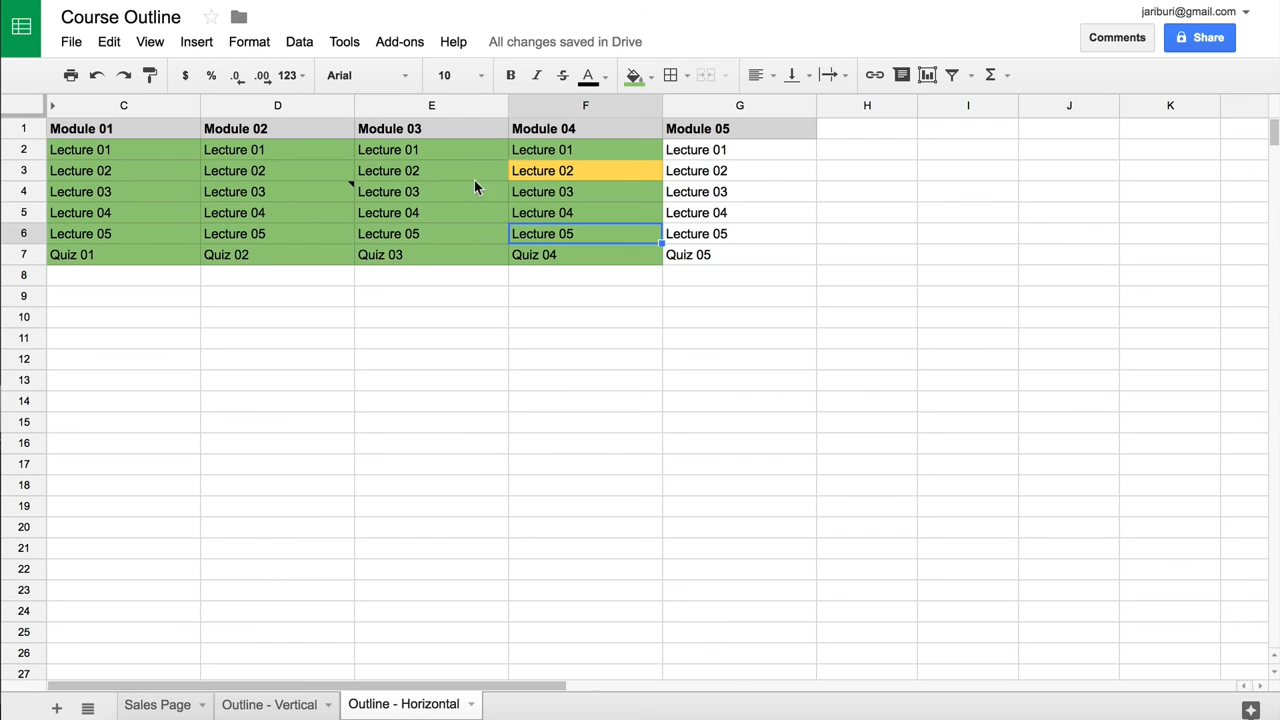 Course Outline
jariburi@gmail.com
File Edit View Insert Format Data Tools Add-ons Help All changes saved in Drive
Comments Share
$ % .0 .00 123 Arial 10 B I S A Σ
C D E F G H I J K
1 Module 01 Module 02 Module 03 Module 04 Module 05
2 Lecture 01 Lecture 01 Lecture 01 Lecture 01 Lecture 01
3 Lecture 02 Lecture 02 Lecture 02 Lecture 02 Lecture 02
4 Lecture 03 Lecture 03 Lecture 03 Lecture 03 Lecture 03
5 Lecture 04 Lecture 04 Lecture 04 Lecture 04 Lecture 04
6 Lecture 05 Lecture 05 Lecture 05 Lecture 05 Lecture 05
7 Quiz 01 Quiz 02 Quiz 03 Quiz 04 Quiz 05
8
9
10
11
12
13
14
15
16
17
18
19
20
21
22
23
24
25
26
27
Sales Page Outline - Vertical Outline - Horizontal